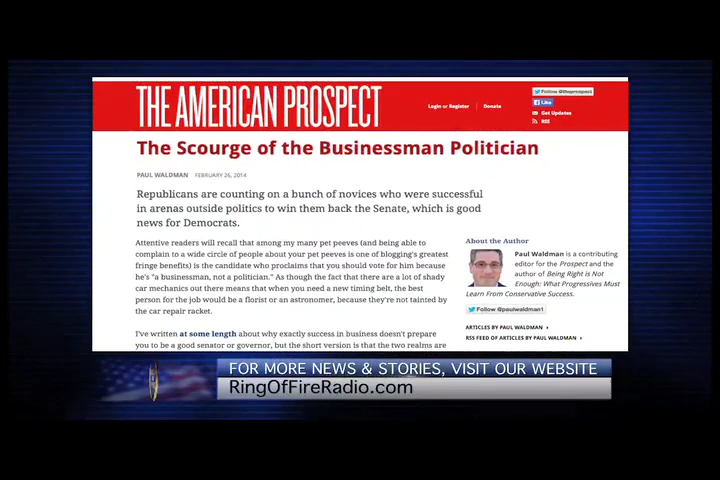 THE AMERICAN PROSPECT
Login or Register | Donate
Follow @theprospect
Like
Get Updates
RSS
The Scourge of the Businessman Politician
PAUL WALDMAN FEBRUARY 26, 2014
Republicans are counting on a bunch of novices who were successful
in arenas outside politics to win them back the Senate, which is good
news for Democrats.
Attentive readers will recall that among my many pet peeves (and being able to
complain to a wide circle of people about your pet peeves is one of blogging's greatest
fringe benefits) is the candidate who proclaims that you should vote for him because
he's "a businessman, not a politician." As though the fact that there are a lot of shady
car mechanics out there means that when you need a new timing belt, the best
person for the job would be a florist or an astronomer, because they're not tainted by
the car repair racket.
I've written at some length about why exactly success in business doesn't prepare
you to be a good senator or governor, but the short version is that the two realms are
About the Author
Paul Waldman is a contributing
editor for the Prospect and the
author of Being Right is Not
Enough: What Progressives Must
Learn From Conservative Success.
Follow @paulwaldman1
ARTICLES BY PAUL WALDMAN
RSS FEED OF ARTICLES BY PAUL WALDMAN
FOR MORE NEWS & STORIES, VISIT OUR WEBSITE
RingOfFireRadio.com